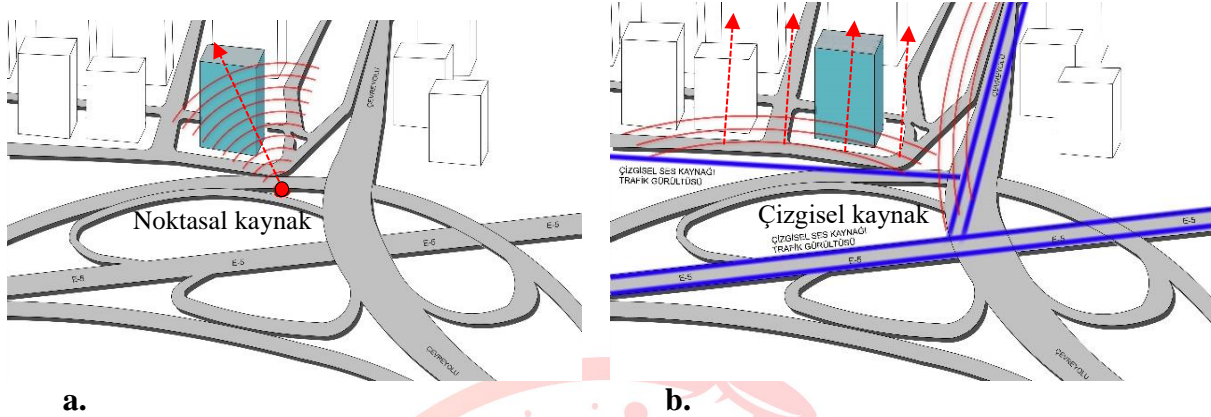 ÇEVREYOLU
Noktasal kaynak
E-5
E-5
E-5
ÇEVREYOLU
a.
ÇEVREYOLU
ÇİZGİSEL SES KAYNAĞI
TRAFİK GÜRÜLTÜSÜ
Çizgisel kaynak
ÇİZGİSEL SES KAYNAĞI
TRAFİK GÜRÜLTÜSÜ
E-5
E-5
E-5
E-5
ÇEVREYOLU
b.